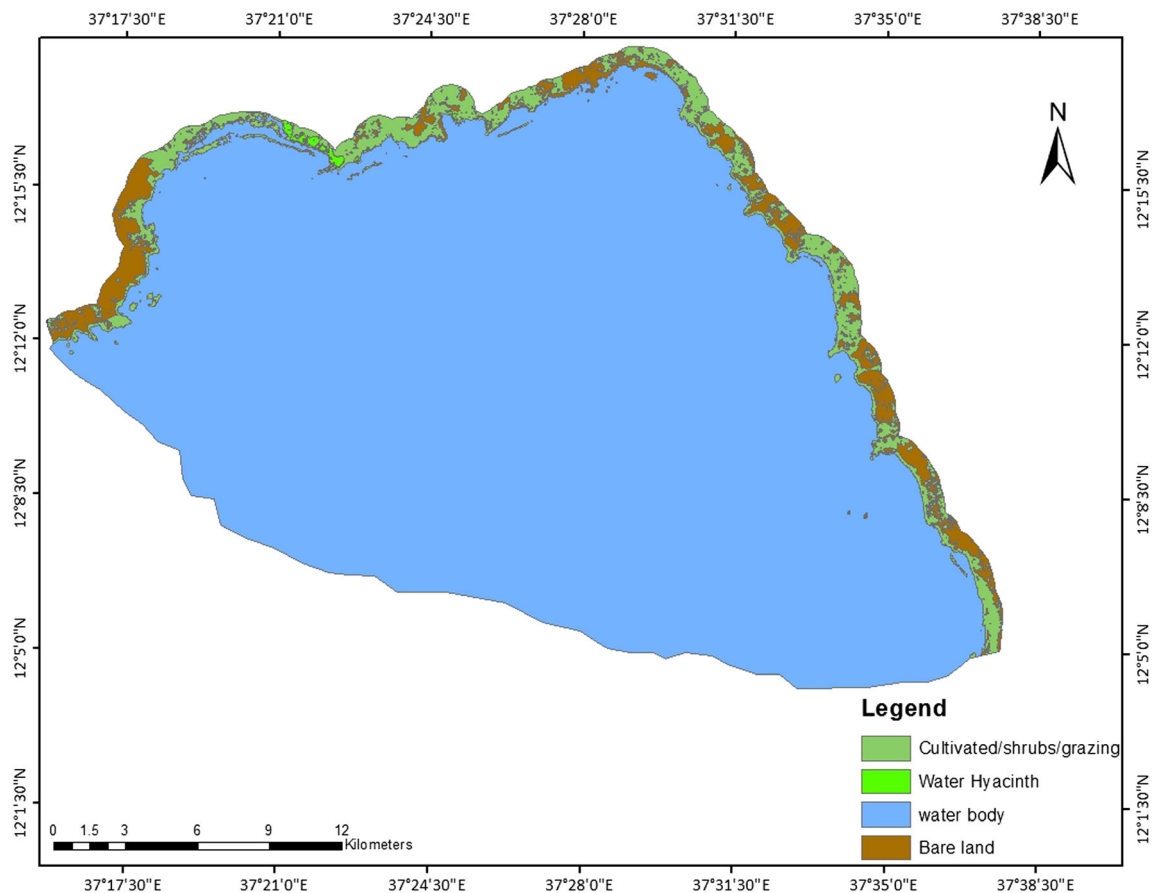 37°17'30"E 37°21'0"E 37°24'30"E 37°28'0"E 37°31'30"E 37°35'0"E 37°38'30"E
N
12°15'30"N 12°15'30"N
12°12'0"N 12°12'0"N
12°8'30"N 12°8'30"N
12°5'0"N 12°5'0"N
12°1'30"N 12°1'30"N
Legend
Cultivated/shrubs/grazing
Water Hyacinth
water body
Bare land
0 1.5 3 6 9 12
Kilometers
37°17'30"E 37°21'0"E 37°24'30"E 37°28'0"E 37°31'30"E 37°35'0"E 37°38'30"E